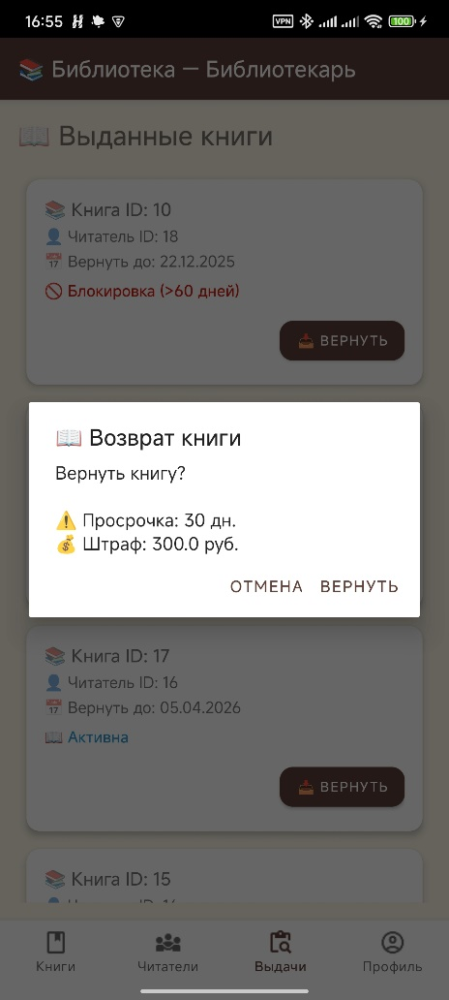 16:55
VPN
100
📚 Библиотека — Библиотекарь
📖 Выданные книги
📚 Книга ID: 10
👤 Читатель ID: 18
📅 Вернуть до: 22.12.2025
🚫 Блокировка (>60 дней)
📥 ВЕРНУТЬ
📖 Возврат книги
Вернуть книгу?
⚠️ Просрочка: 30 дн.
💰 Штраф: 300.0 руб.
ОТМЕНА ВЕРНУТЬ
📚 Книга ID: 17
👤 Читатель ID: 16
📅 Вернуть до: 05.04.2026
📖 Активна
📥 ВЕРНУТЬ
📚 Книга ID: 15
Книги Читатели Выдачи Профиль